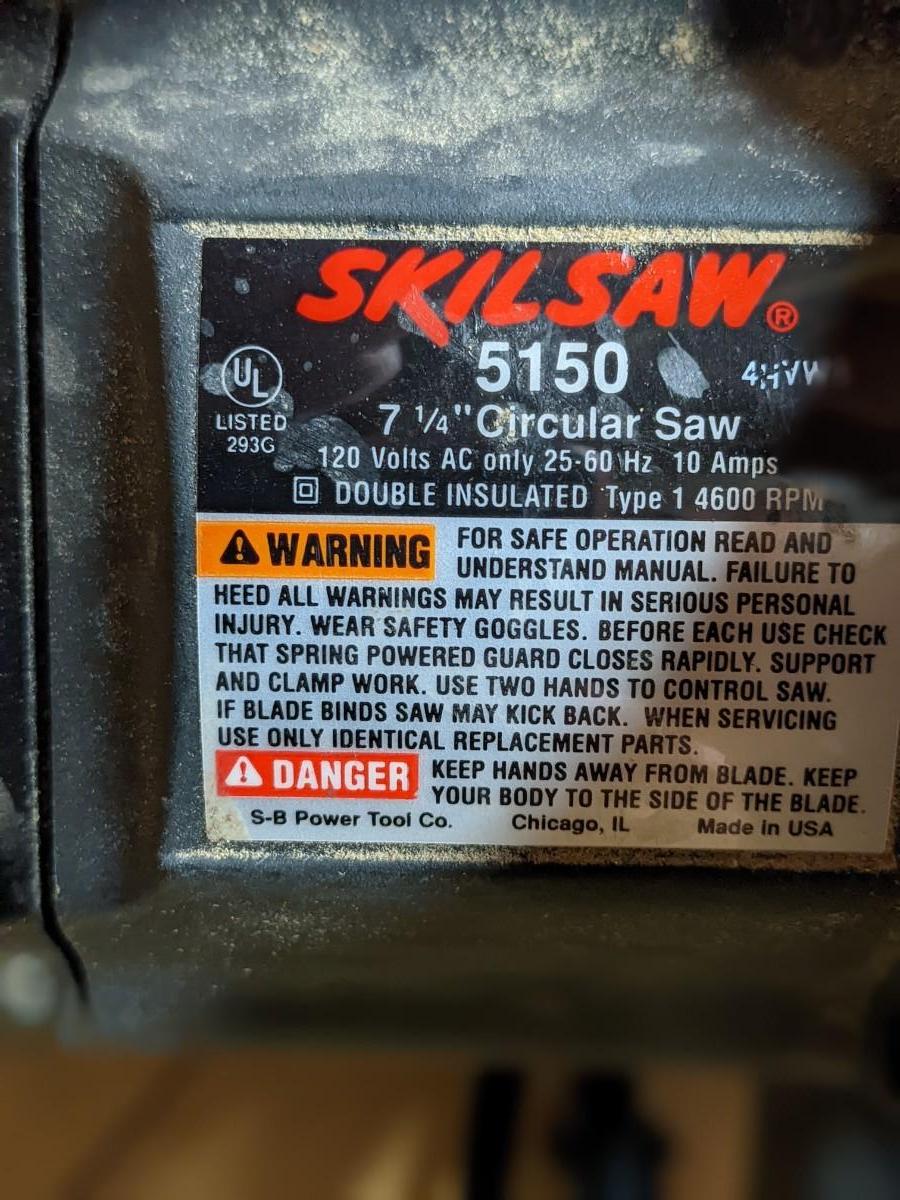 SKILSAW®
5150
7 1/4" Circular Saw
UL
LISTED
293G
120 Volts AC only 25-60 Hz 10 Amps
DOUBLE INSULATED Type 1 4600 RPM
WARNING FOR SAFE OPERATION READ AND
UNDERSTAND MANUAL. FAILURE TO
HEED ALL WARNINGS MAY RESULT IN SERIOUS PERSONAL
INJURY. WEAR SAFETY GOGGLES. BEFORE EACH USE CHECK
THAT SPRING POWERED GUARD CLOSES RAPIDLY. SUPPORT
AND CLAMP WORK. USE TWO HANDS TO CONTROL SAW.
IF BLADE BINDS SAW MAY KICK BACK. WHEN SERVICING
USE ONLY IDENTICAL REPLACEMENT PARTS.
DANGER KEEP HANDS AWAY FROM BLADE. KEEP
YOUR BODY TO THE SIDE OF THE BLADE.
S-B Power Tool Co. Chicago, IL Made in USA